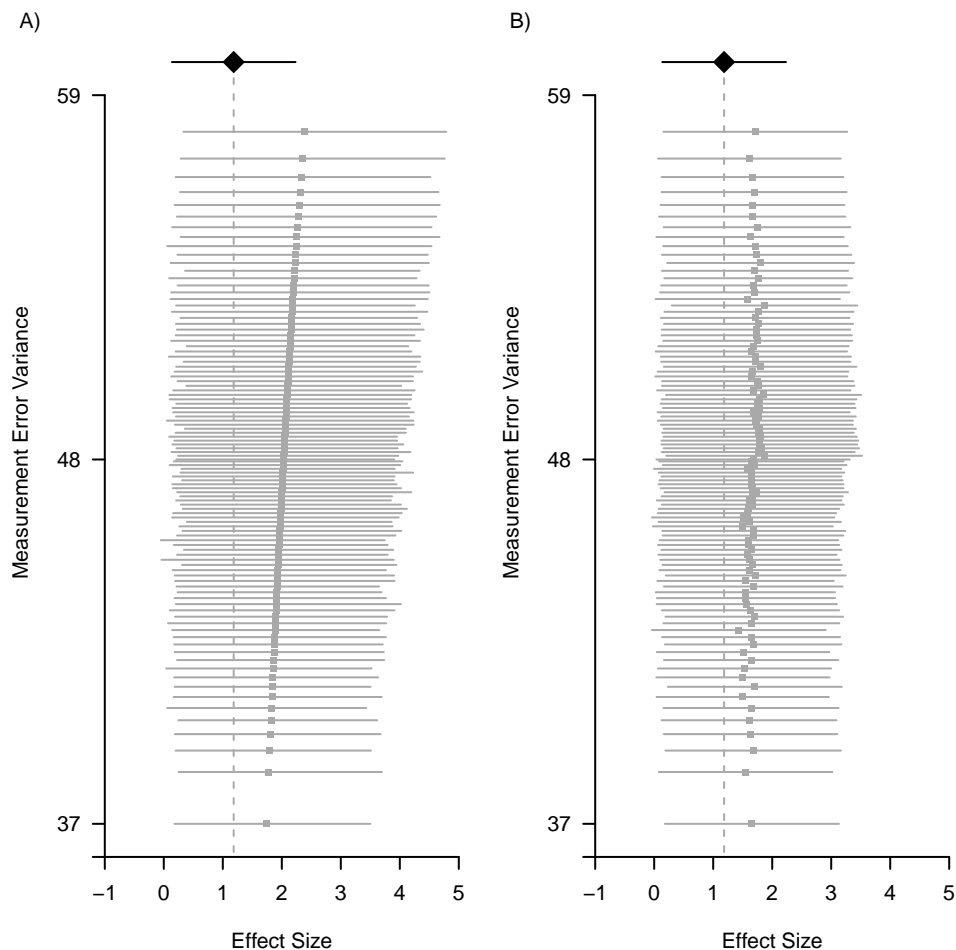 A)
B)
59
48
37
Measurement Error Variance
−1 0 1 2 3 4 5
Effect Size
59
48
37
Measurement Error Variance
−1 0 1 2 3 4 5
Effect Size